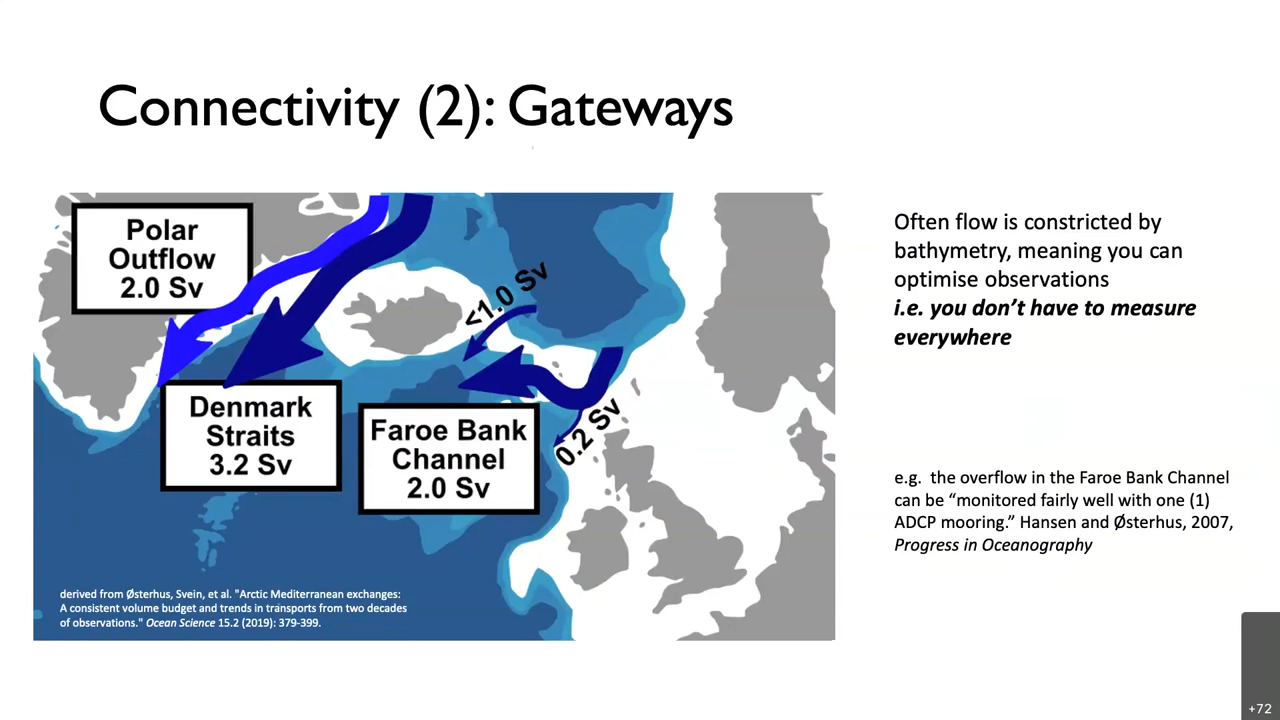 Connectivity (2): Gateways
Polar
Outflow
2.0 Sv
<1.0 Sv
Denmark
Straits
3.2 Sv
Faroe Bank
Channel
2.0 Sv
0.2 Sv
derived from Østerhus, Svein, et al. "Arctic Mediterranean exchanges:
A consistent volume budget and trends in transports from two decades
of observations." Ocean Science 15.2 (2019): 379-399.
Often flow is constricted by
bathymetry, meaning you can
optimise observations
i.e. you don’t have to measure
everywhere
e.g. the overflow in the Faroe Bank Channel
can be “monitored fairly well with one (1)
ADCP mooring.” Hansen and Østerhus, 2007,
Progress in Oceanography
+72